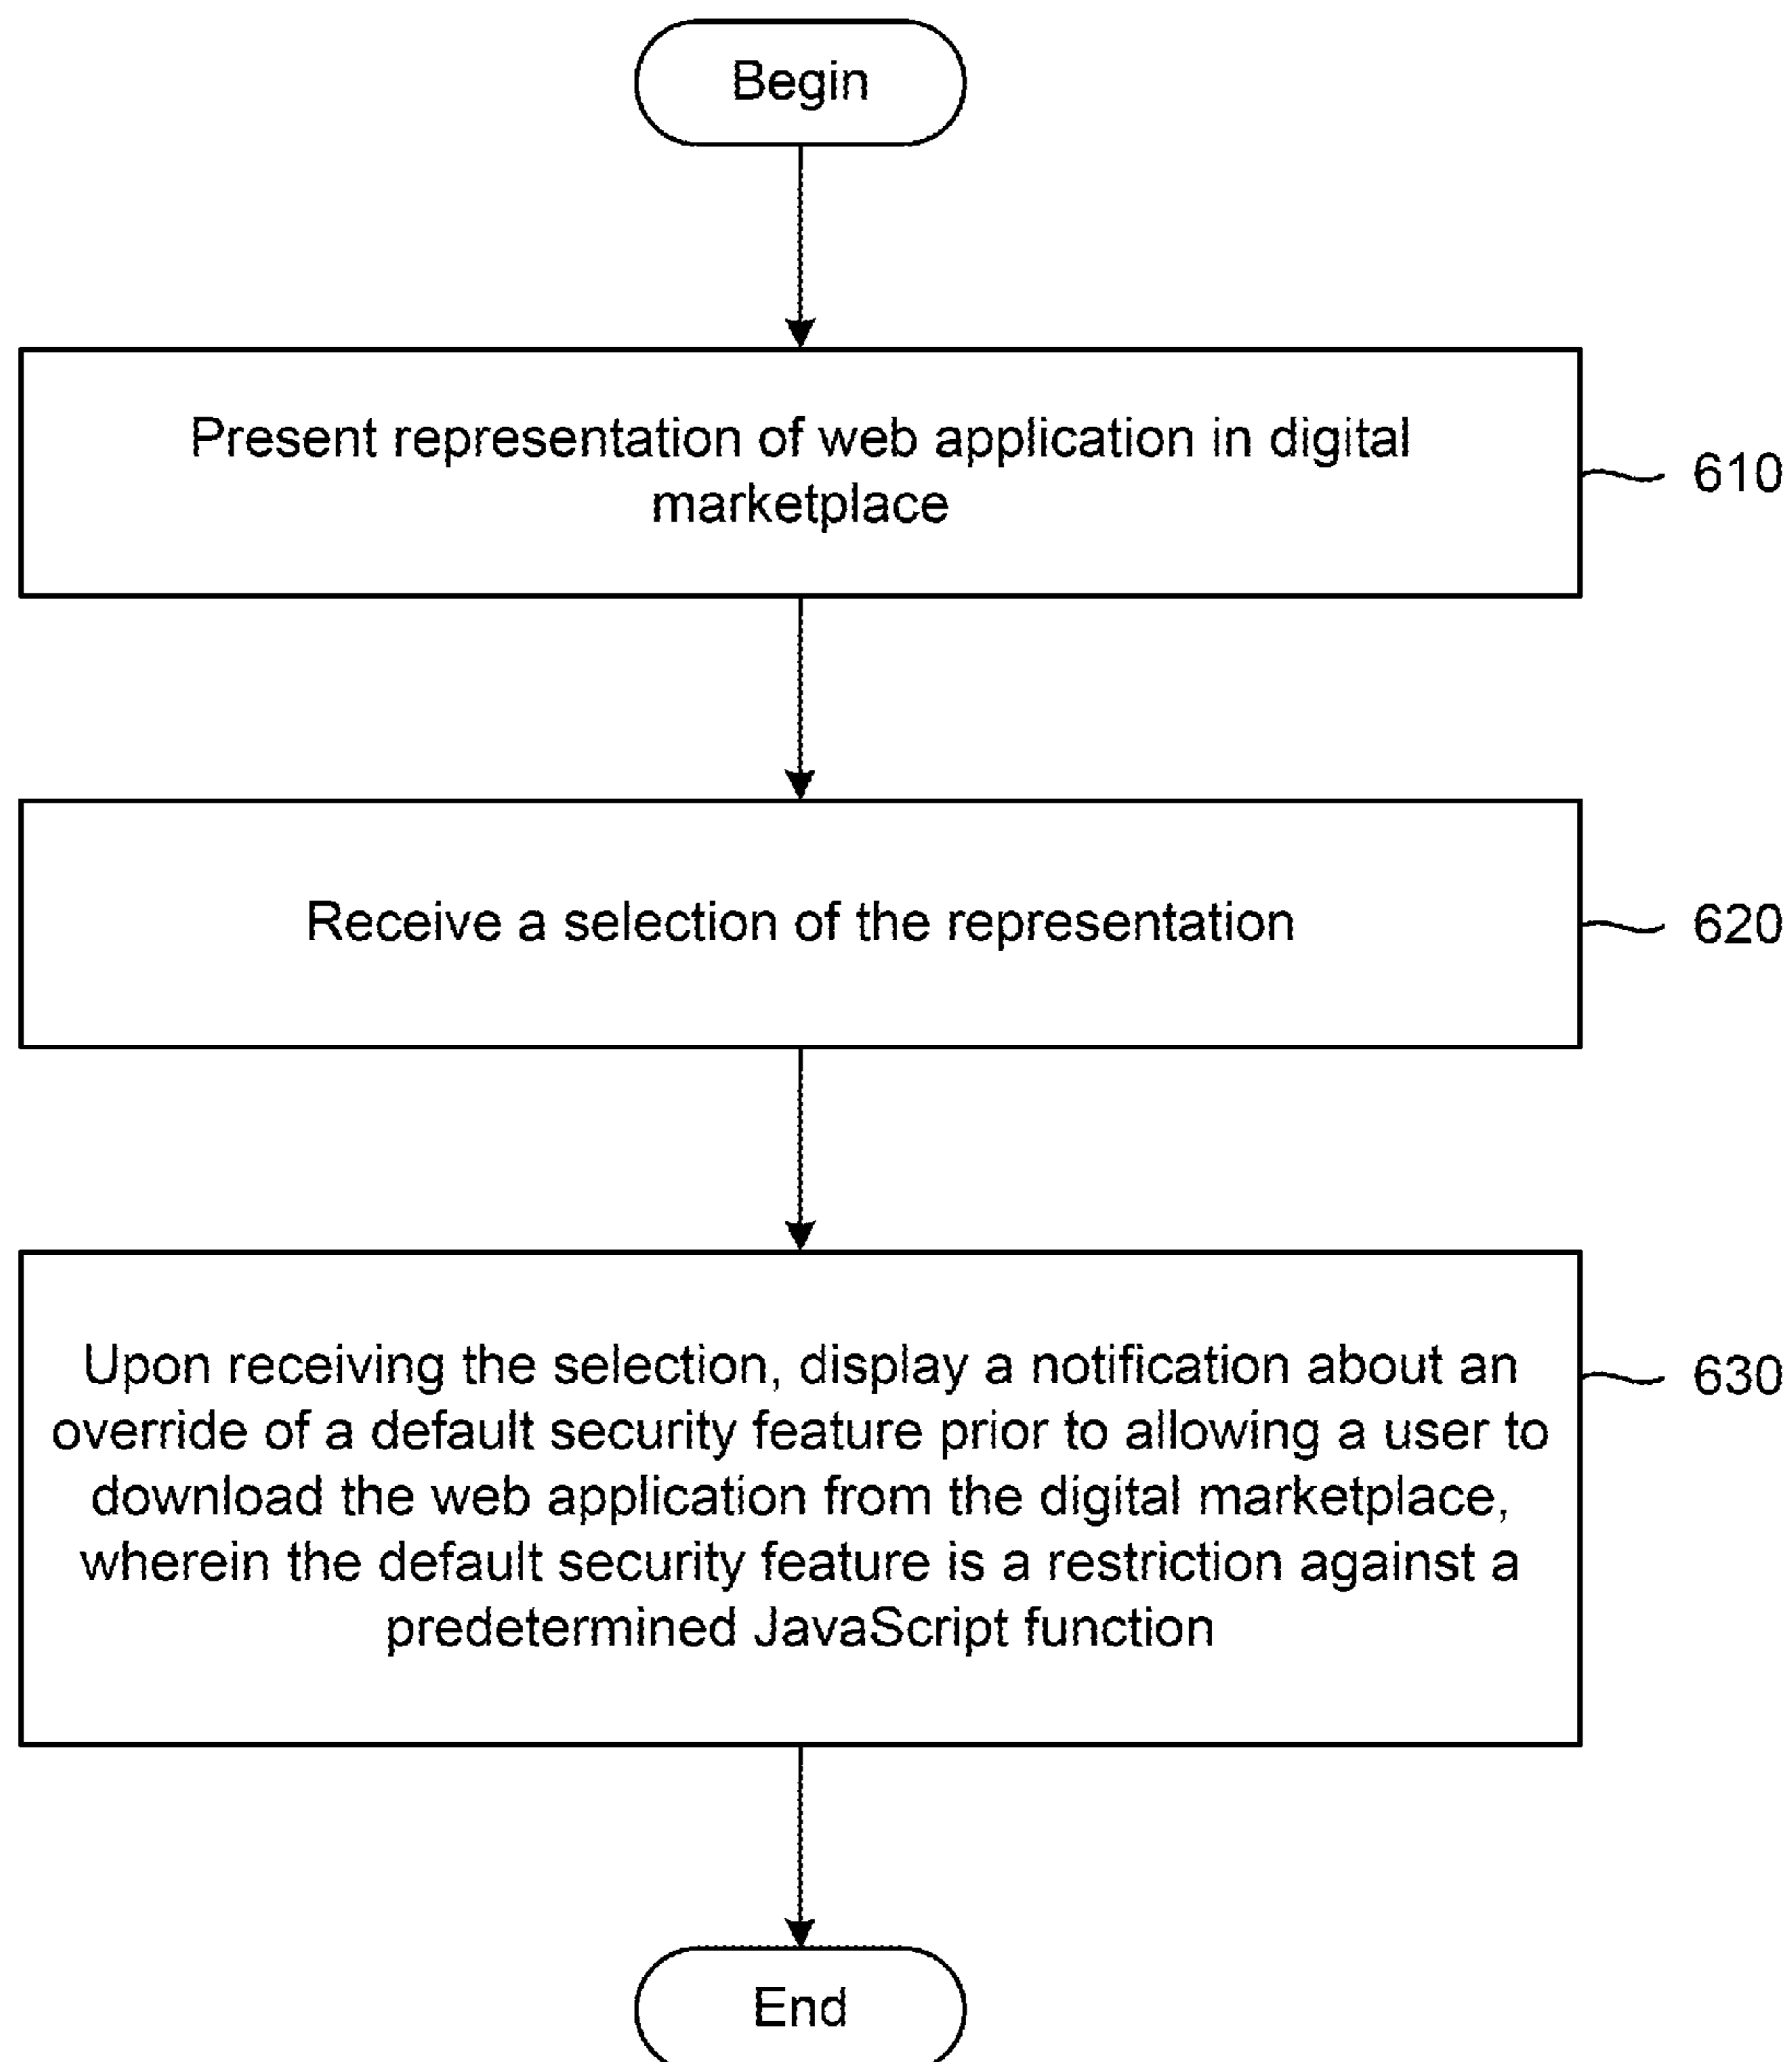 Begin
Present representation of web application in digital
marketplace
610
Receive a selection of the representation
620
Upon receiving the selection, display a notification about an
override of a default security feature prior to allowing a user to
download the web application from the digital marketplace,
wherein the default security feature is a restriction against a
predetermined JavaScript function
630
End